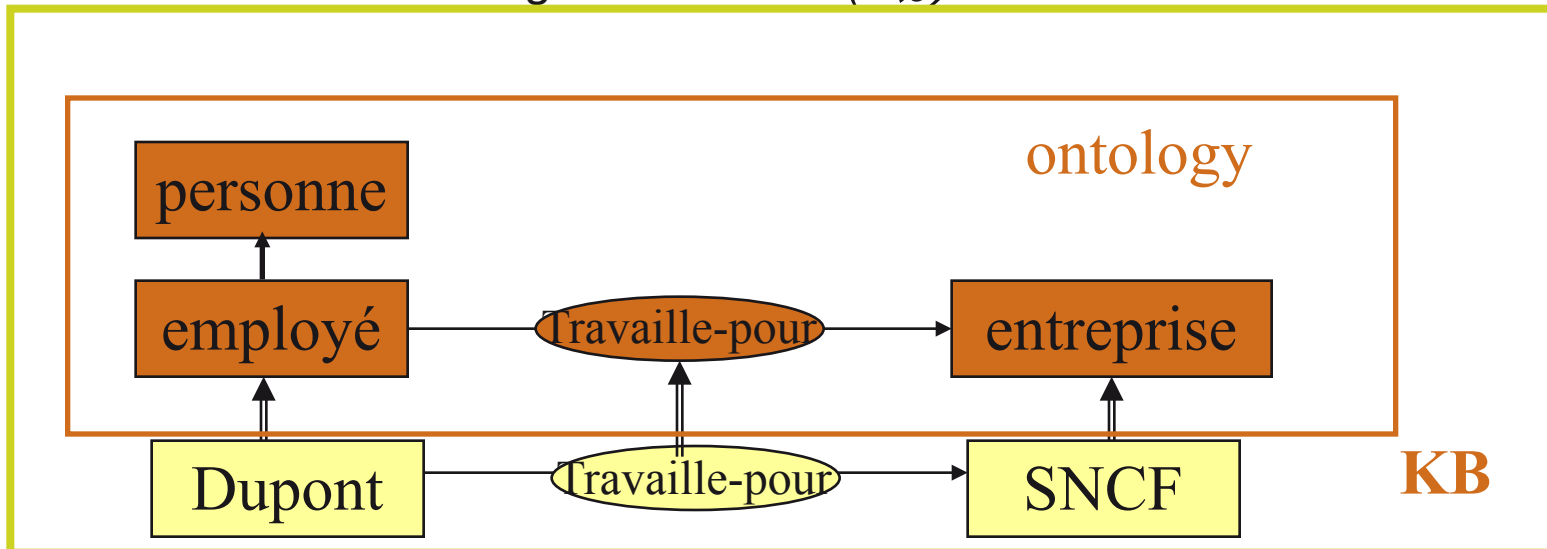 ontology
personne
employé
Travaille-pour
entreprise
Dupont
Travaille-pour
SNCF
KB